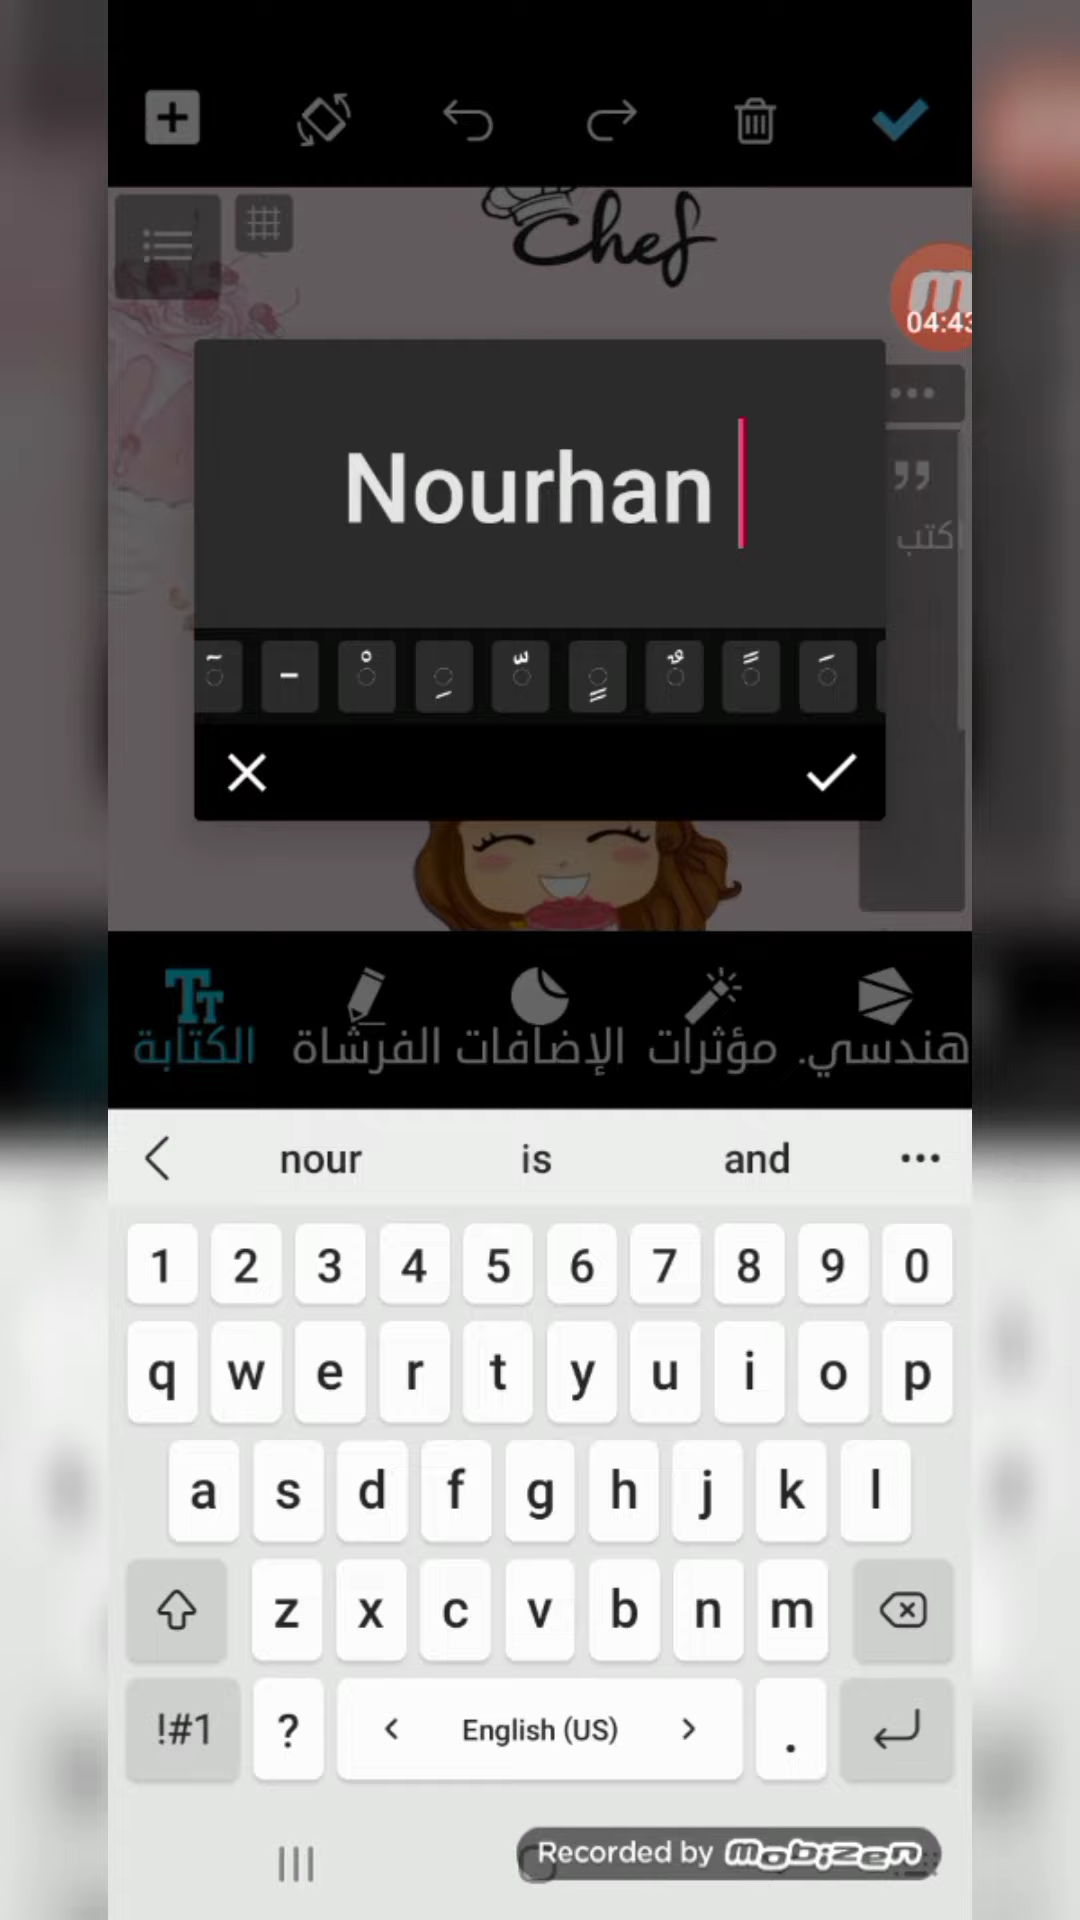 Chef
04:43
Nourhan
اكتب
الكتابة
الفرشاة
الإضافات
مؤثرات
هندسي.
nour is and
1 2 3 4 5 6 7 8 9 0
q w e r t y u i o p
a s d f g h j k l
z x c v b n m
!#1 ? < English (US) > .
Recorded by mobizen